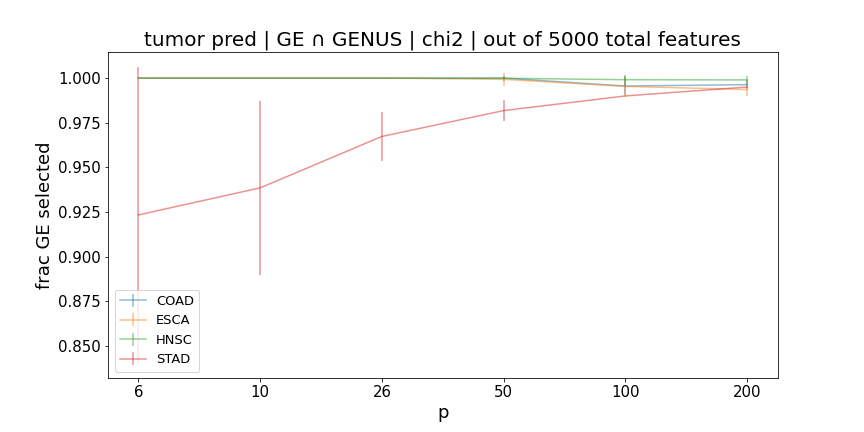 tumor pred | GE ∩ GENUS | chi2 | out of 5000 total features
frac GE selected
1.000
0.975
0.950
0.925
0.900
0.875
0.850
COAD
ESCA
HNSC
STAD
6 10 26 50 100 200
p